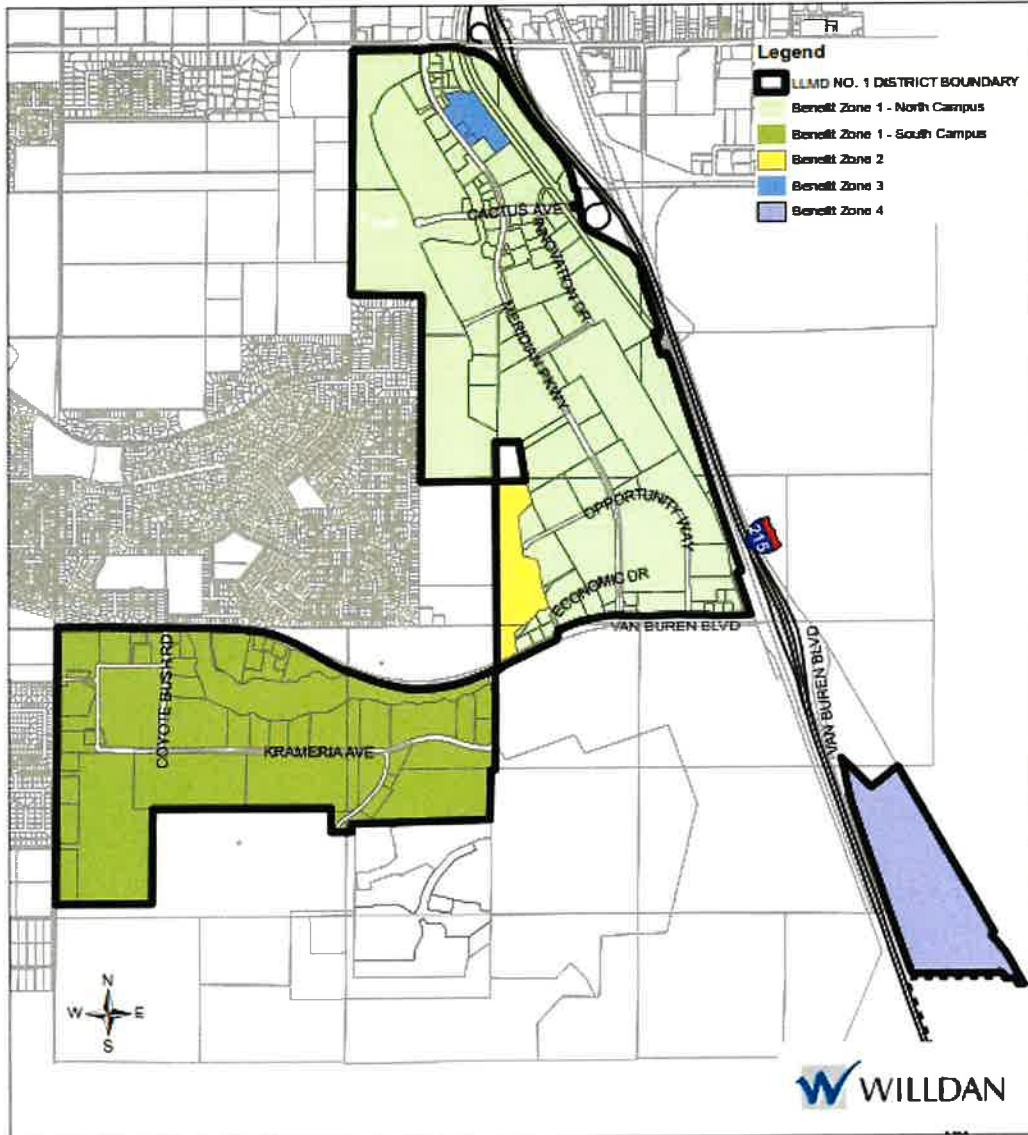 Legend
LLMD NO. 1 DISTRICT BOUNDARY
Benefit Zone 1 - North Campus
Benefit Zone 1 - South Campus
Benefit Zone 2
Benefit Zone 3
Benefit Zone 4
CACTUS AVE
INNOVATION DR
MERIDIAN PKWY
OPPORTUNITY WAY
215
ECONOMIC DR
VAN BUREN BLVD
VAN BUREN BLVD
COYOTE BUSH RD
KRAMERIA AVE
N
W E
S
WILLDAN